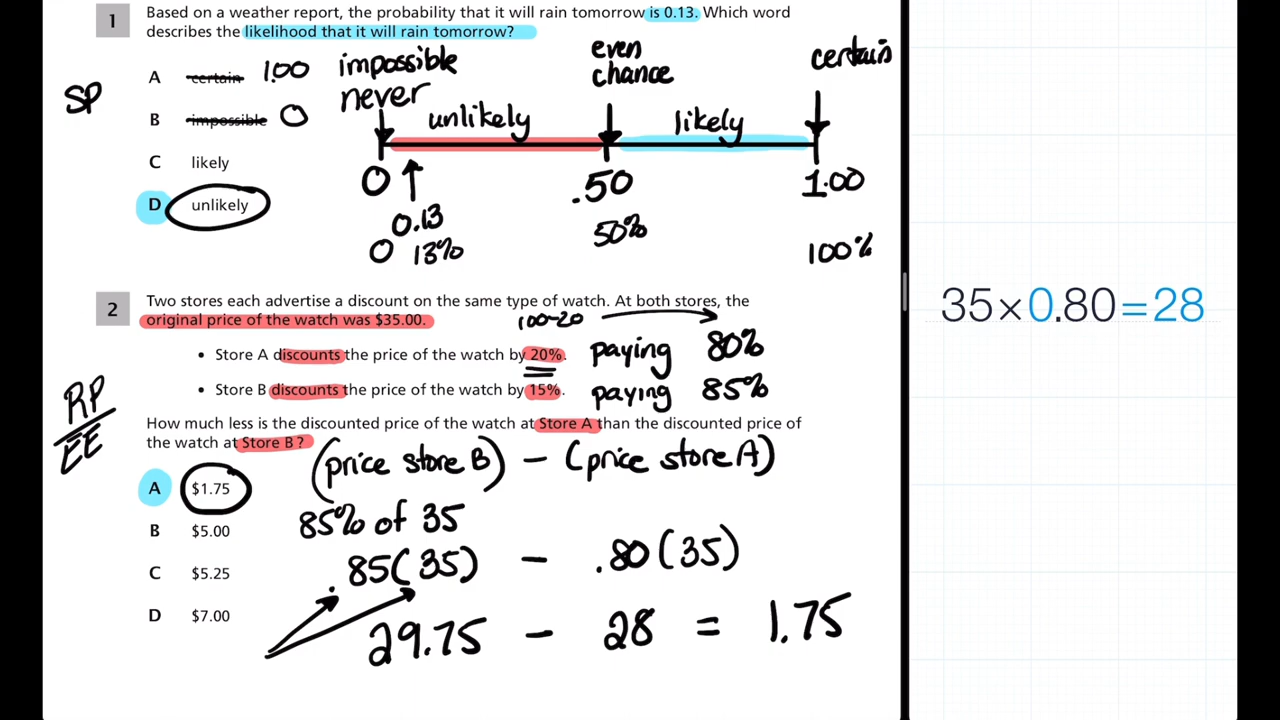 1 Based on a weather report, the probability that it will rain tomorrow is 0.13. Which word
describes the likelihood that it will rain tomorrow?
SP
A certain 1.00
B impossible 0
C likely
D unlikely
impossible
never
even
chance
certain
unlikely
likely
0
.50
1.00
0.13
0 13%
50%
100%
2 Two stores each advertise a discount on the same type of watch. At both stores, the
original price of the watch was $35.00.
100-20
• Store A discounts the price of the watch by 20%. paying 80%
• Store B discounts the price of the watch by 15%. paying 85%
RP
EE
How much less is the discounted price of the watch at Store A than the discounted price of
the watch at Store B?
(price store B) - (price store A)
A $1.75
B $5.00
C $5.25
D $7.00
85% of 35
.85(35) - .80(35)
29.75 - 28 = 1.75
35×0.80=28